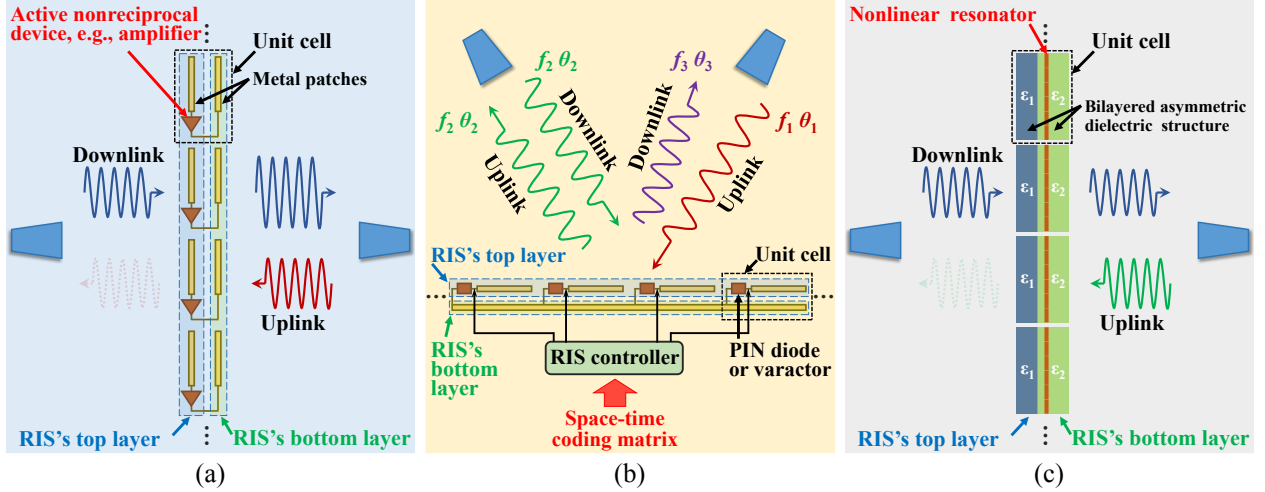 Active nonreciprocal
device, e.g., amplifier
Unit cell
Metal patches
Downlink
Uplink
RIS's top layer
RIS's bottom layer
(a)
f2 θ2
f3 θ3
f2 θ2
f1 θ1
Downlink
Downlink
Uplink
Uplink
RIS's top layer
Unit cell
RIS's
bottom
layer
RIS controller
PIN diode
or varactor
Space-time
coding matrix
(b)
Nonlinear resonator
Unit cell
ε1 ε2
Bilayered asymmetric
dielectric structure
Downlink
ε1 ε2
ε1 ε2
Uplink
ε1 ε2
RIS's top layer
RIS's bottom layer
(c)